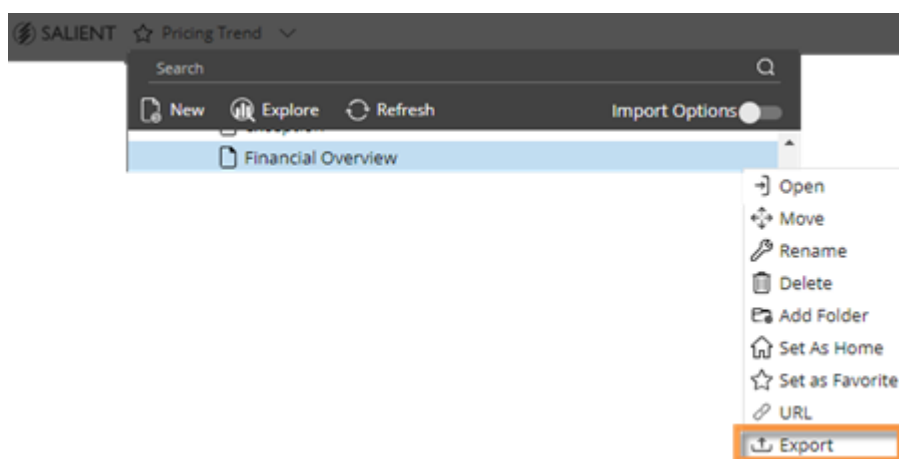 SALIENT Pricing Trend
Search
New Explore Refresh Import Options
Financial Overview
Open
Move
Rename
Delete
Add Folder
Set As Home
Set as Favorite
URL
Export